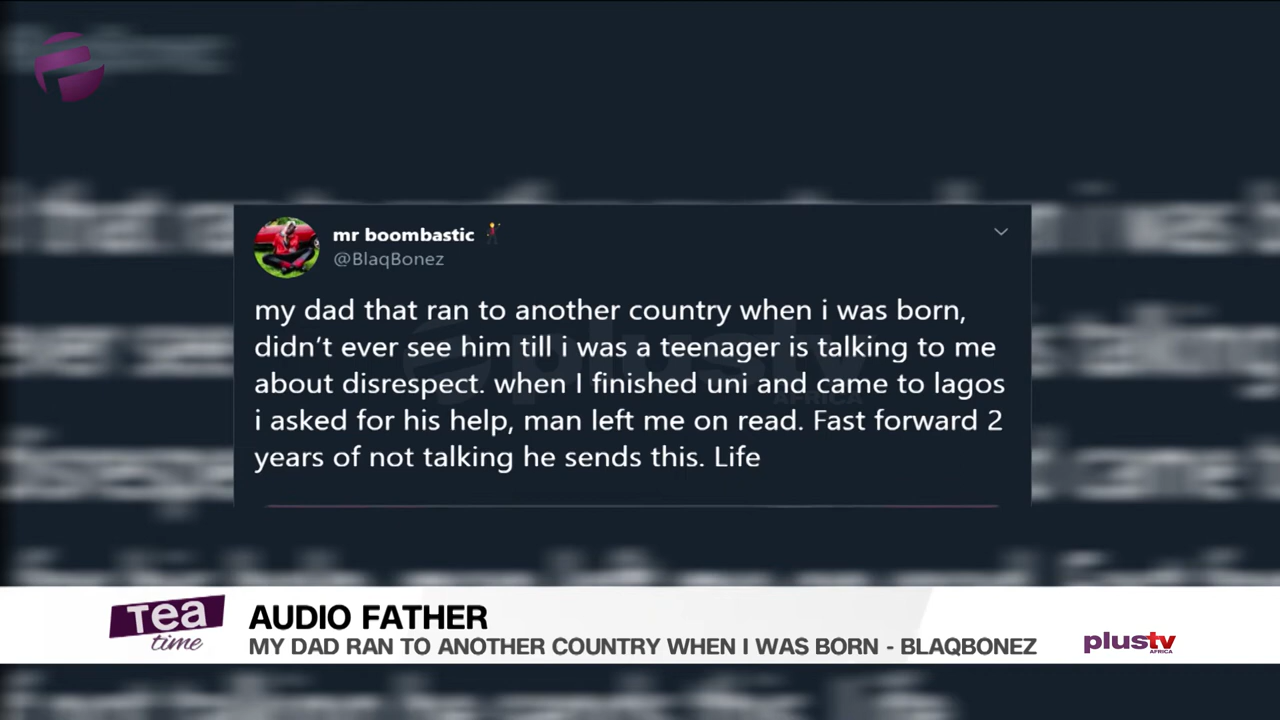 mr boombastic
@BlaqBonez
my dad that ran to another country when i was born,
didn't ever see him till i was a teenager is talking to me
about disrespect. when I finished uni and came to lagos
i asked for his help, man left me on read. Fast forward 2
years of not talking he sends this. Life
plustv
AFRICA
Tea
time
AUDIO FATHER
MY DAD RAN TO ANOTHER COUNTRY WHEN I WAS BORN - BLAQBONEZ
plustv
AFRICA